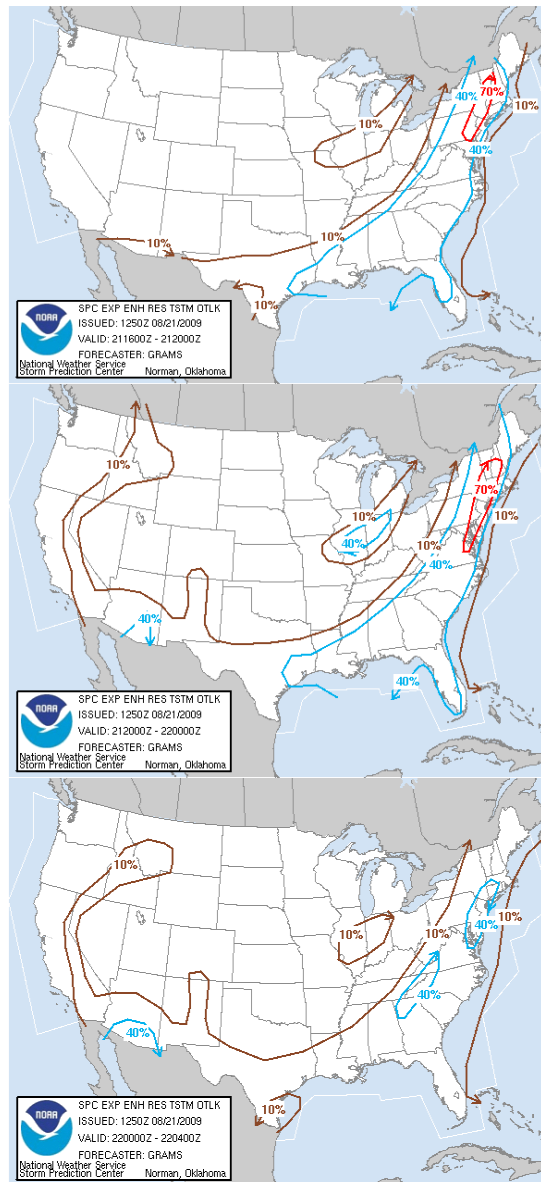 40%
70%
10%
10%
40%
10%
10%
10%
NOAA
SPC EXP ENH RES TSTM OTLK
ISSUED: 1250Z 08/21/2009
VALID: 211600Z - 212000Z
FORECASTER: GRAMS
National Weather Service
Storm Prediction Center Norman, Oklahoma
10%
70%
10%
10%
40%
10%
40%
40%
40%
NOAA
SPC EXP ENH RES TSTM OTLK
ISSUED: 1250Z 08/21/2009
VALID: 212000Z - 220000Z
FORECASTER: GRAMS
National Weather Service
Storm Prediction Center Norman, Oklahoma
10%
10%
40%
10%
10%
40%
40%
10%
NOAA
SPC EXP ENH RES TSTM OTLK
ISSUED: 1250Z 08/21/2009
VALID: 220000Z - 220400Z
FORECASTER: GRAMS
National Weather Service
Storm Prediction Center Norman, Oklahoma